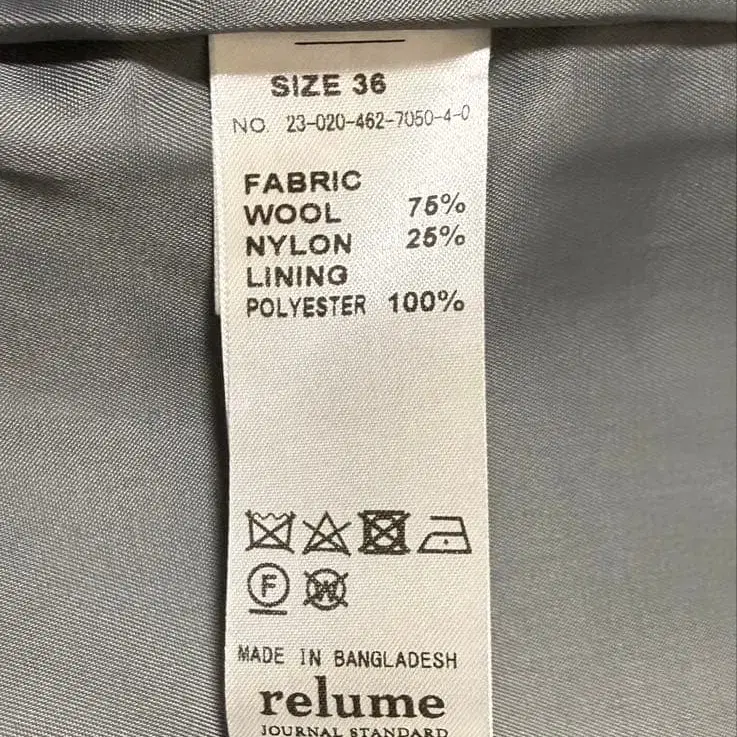 SIZE 36
NO. 23-020-462-7050-4-0
FABRIC
WOOL 75%
NYLON 25%
LINING
POLYESTER 100%
F W
MADE IN BANGLADESH
relume
JOURNAL STANDARD